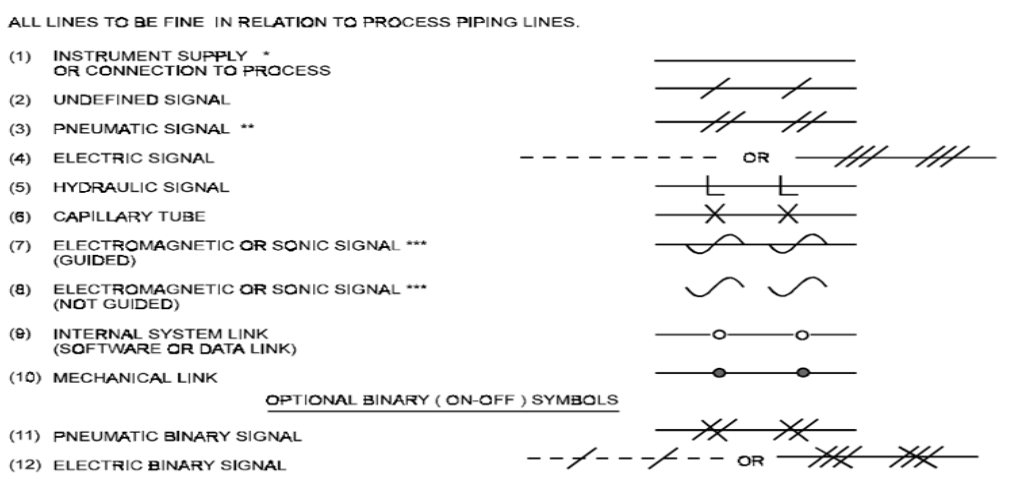 ALL LINES TO BE FINE IN RELATION TO PROCESS PIPING LINES.
(1) INSTRUMENT SUPPLY *
OR CONNECTION TO PROCESS
(2) UNDEFINED SIGNAL
(3) PNEUMATIC SIGNAL **
(4) ELECTRIC SIGNAL OR
(5) HYDRAULIC SIGNAL
(6) CAPILLARY TUBE
(7) ELECTROMAGNETIC OR SONIC SIGNAL ***
(GUIDED)
(8) ELECTROMAGNETIC OR SONIC SIGNAL ***
(NOT GUIDED)
(9) INTERNAL SYSTEM LINK
(SOFTWARE OR DATA LINK)
(10) MECHANICAL LINK
OPTIONAL BINARY ( ON-OFF ) SYMBOLS
(11) PNEUMATIC BINARY SIGNAL
(12) ELECTRIC BINARY SIGNAL OR